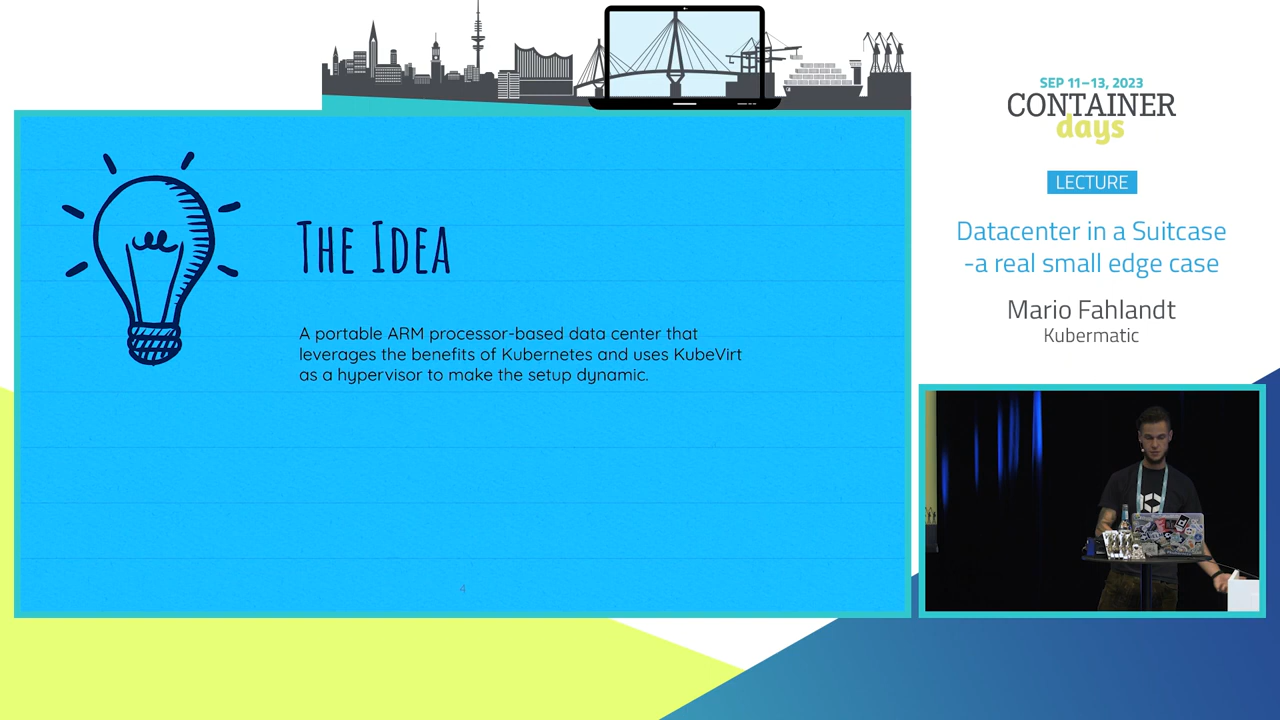 SEP 11–13, 2023
CONTAINER
days
LECTURE
Datacenter in a Suitcase
-a real small edge case
Mario Fahlandt
Kubermatic
The Idea
A portable ARM processor-based data center that
leverages the benefits of Kubernetes and uses KubeVirt
as a hypervisor to make the setup dynamic.
4